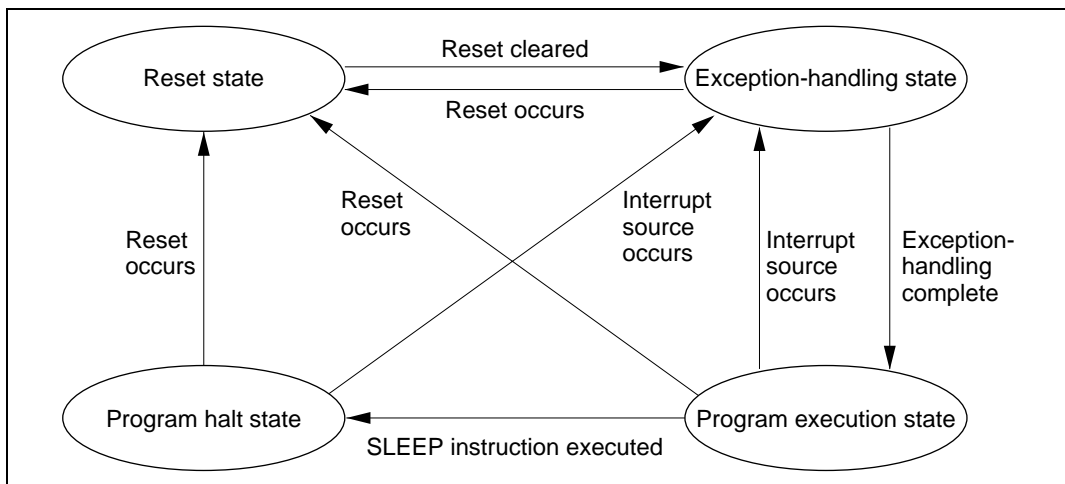 Reset cleared
Reset state
Exception-handling state
Reset occurs
Reset
occurs
Interrupt
source
occurs
Reset
occurs
Interrupt
source
occurs
Exception-
handling
complete
Program halt state
Program execution state
SLEEP instruction executed